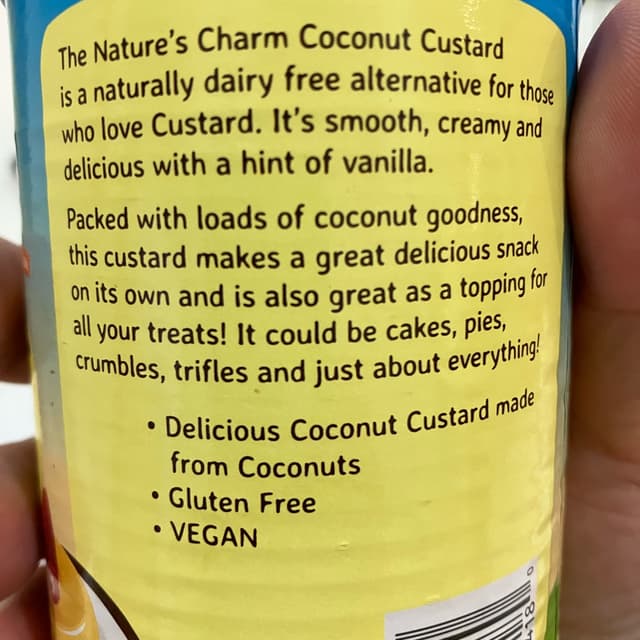 The Nature's Charm Coconut Custard
is a naturally dairy free alternative for those
who love Custard. It's smooth, creamy and
delicious with a hint of vanilla.
Packed with loads of coconut goodness,
this custard makes a great delicious snack
on its own and is also great as a topping for
all your treats! It could be cakes, pies,
crumbles, trifles and just about everything!
• Delicious Coconut Custard made
from Coconuts
• Gluten Free
• VEGAN